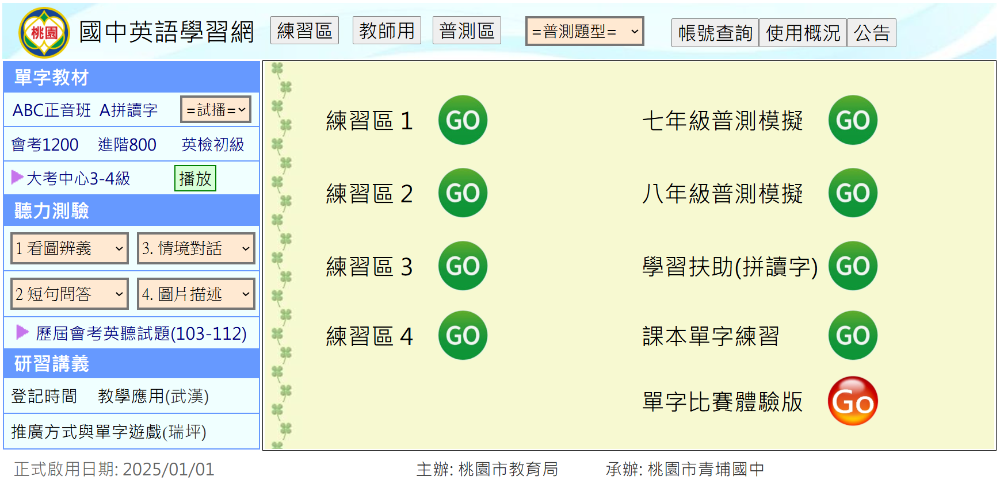 桃園 國中英語學習網 練習區 教師用 普測區 =普測題型= 帳號查詢 使用概況 公告
單字教材
ABC正音班 A拼讀字 =試播=
會考1200 進階800 英檢初級
大考中心3-4級 播放
聽力測驗
1 看圖辨義 3. 情境對話
2 短句問答 4. 圖片描述
歷屆會考英聽試題(103-112)
研習講義
登記時間 教學應用(武漢)
推廣方式與單字遊戲(瑞坪)
練習區 1 GO 七年級普測模擬 GO
練習區 2 GO 八年級普測模擬 GO
練習區 3 GO 學習扶助(拼讀字) GO
練習區 4 GO 課本單字練習 GO
單字比賽體驗版 Go
正式啟用日期: 2025/01/01 主辦: 桃園市教育局 承辦: 桃園市青埔國中